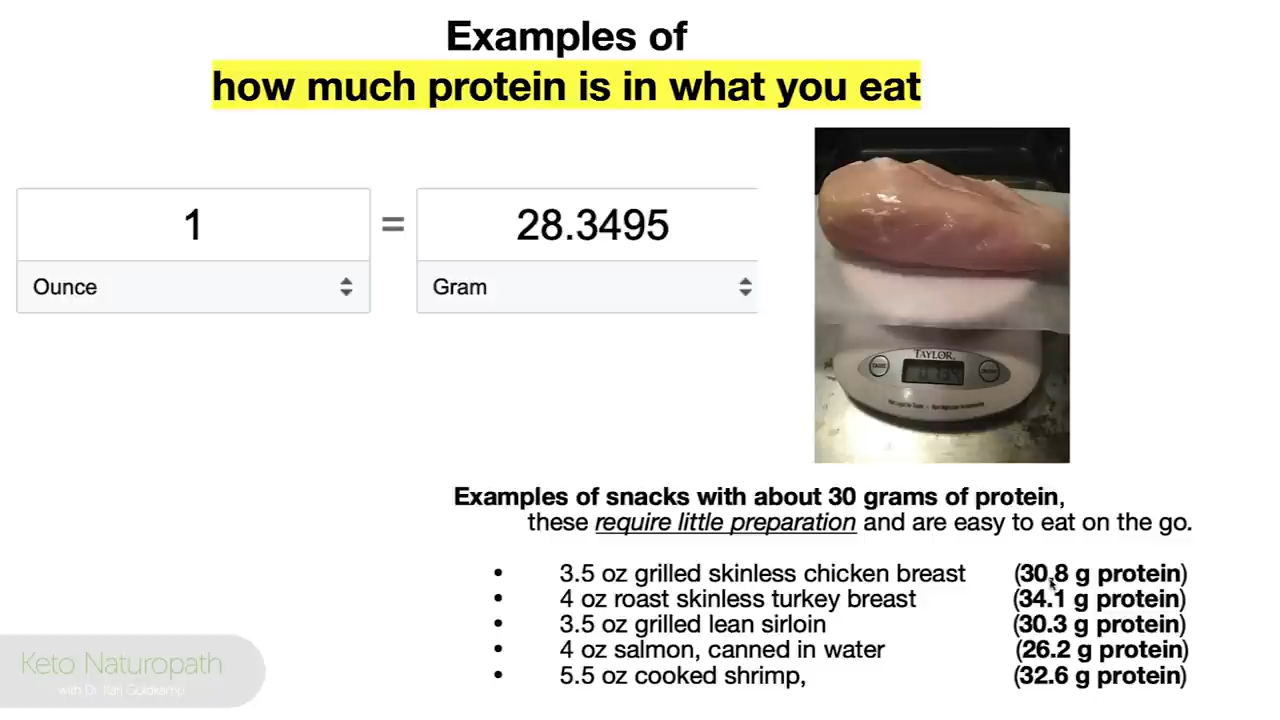 Examples of
how much protein is in what you eat
1 = 28.3495
Ounce Gram
TAYLOR
Examples of snacks with about 30 grams of protein,
these require little preparation and are easy to eat on the go.
• 3.5 oz grilled skinless chicken breast (30.8 g protein)
• 4 oz roast skinless turkey breast (34.1 g protein)
• 3.5 oz grilled lean sirloin (30.3 g protein)
• 4 oz salmon, canned in water (26.2 g protein)
• 5.5 oz cooked shrimp, (32.6 g protein)
Keto Naturopath
with Dr. Karl Goldkamp